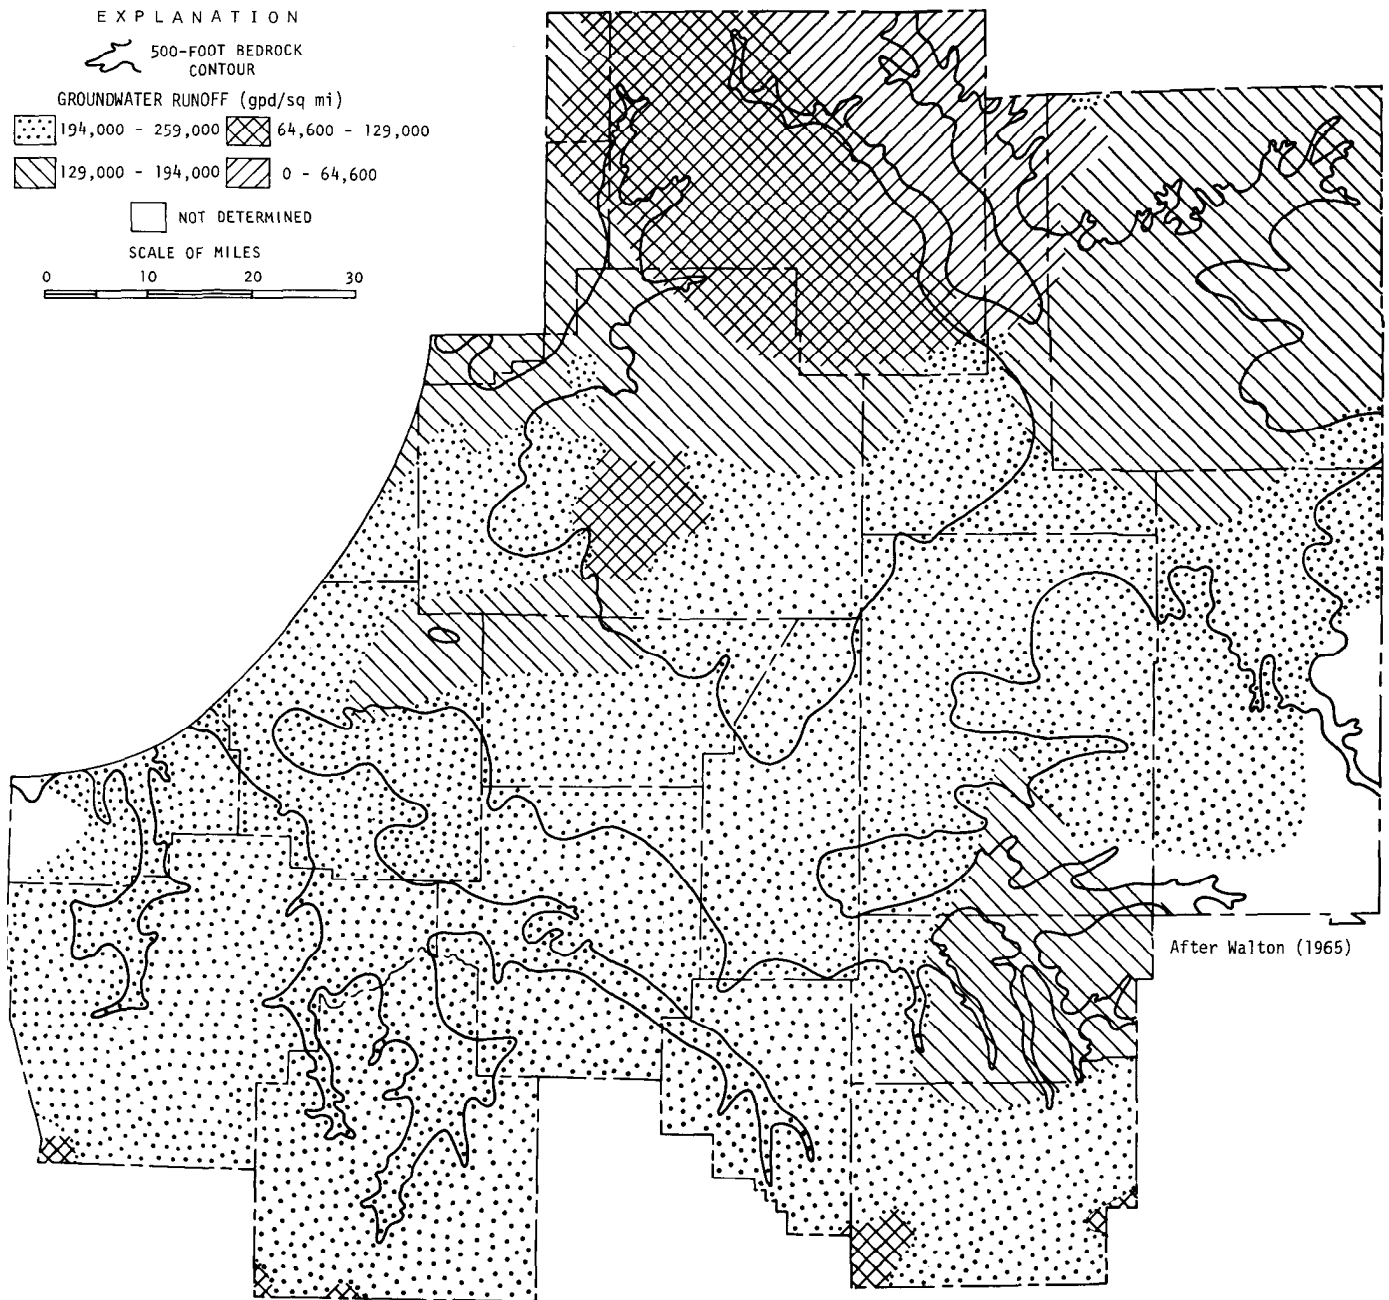 EXPLANATION
500-FOOT BEDROCK
CONTOUR
GROUNDWATER RUNOFF (gpd/sq mi)
194,000 - 259,000
64,600 - 129,000
129,000 - 194,000
0 - 64,600
NOT DETERMINED
SCALE OF MILES
0 10 20 30
After Walton (1965)